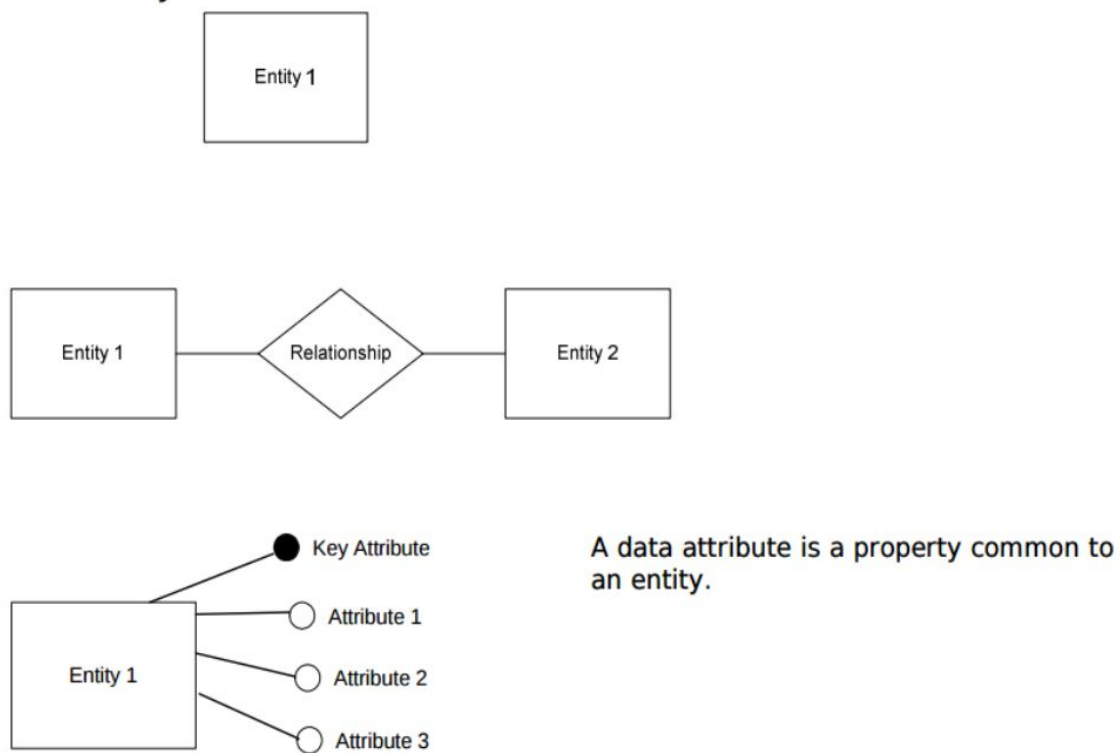 Entity 1
Entity 1
Relationship
Entity 2
Key Attribute
A data attribute is a property common to
an entity.
Attribute 1
Entity 1
Attribute 2
Attribute 3